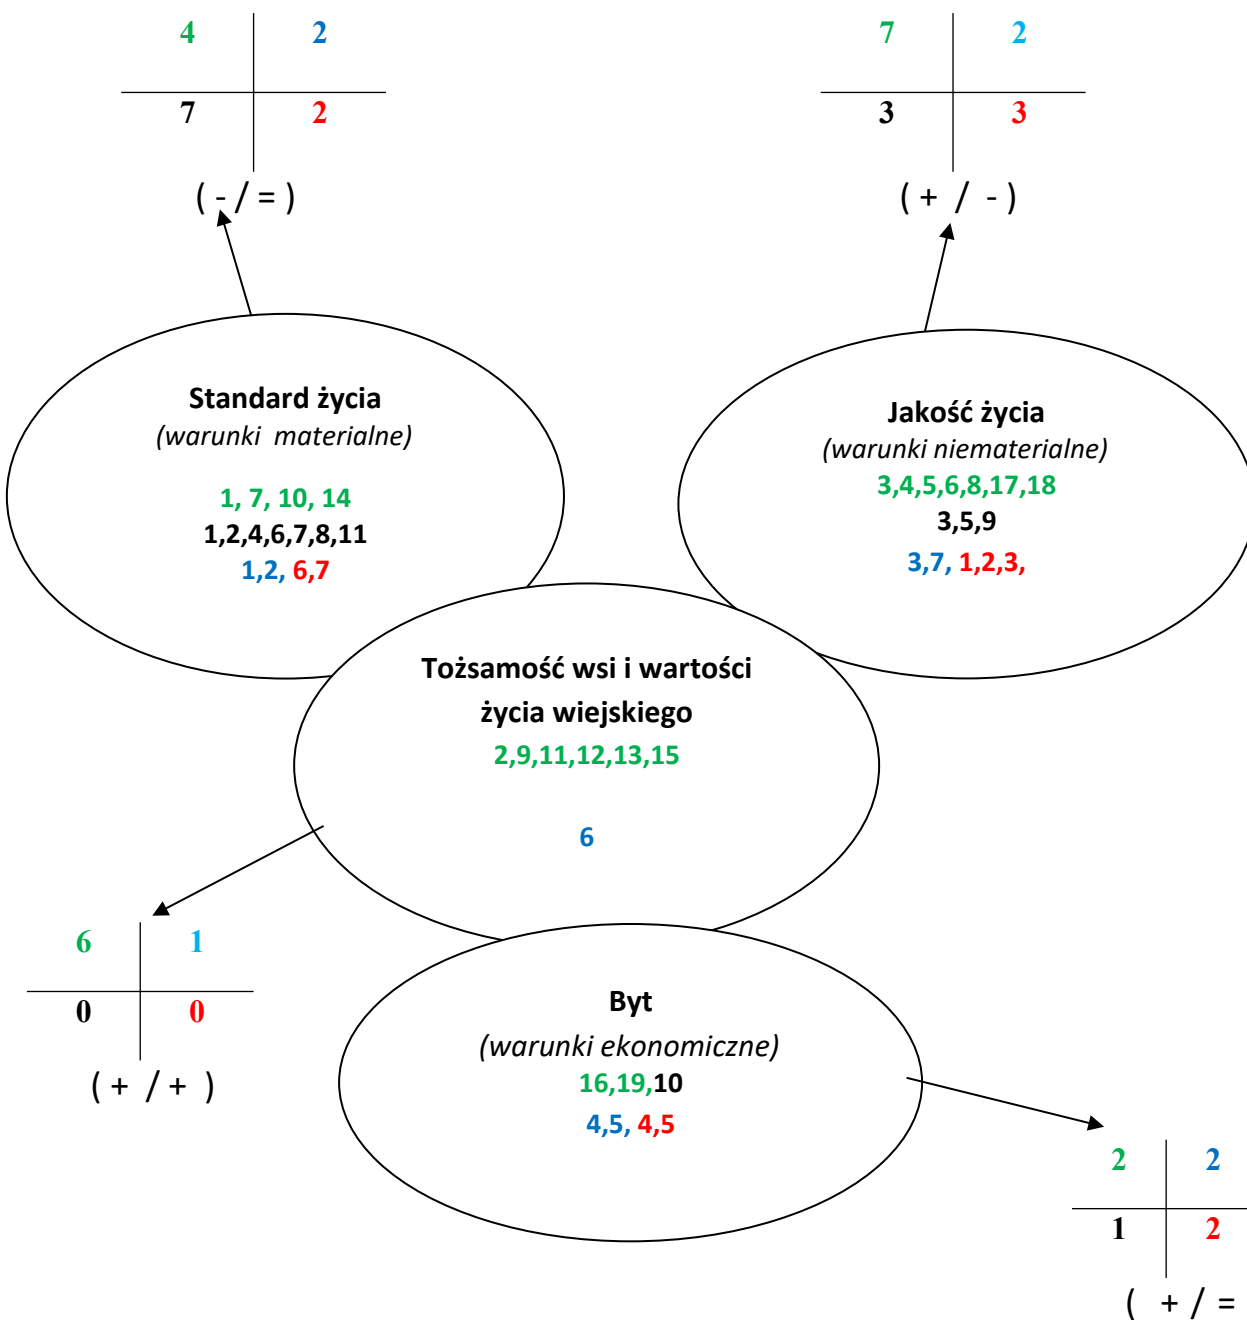 4 2
7 2
( - / = )
7 2
3 3
( + / - )
Standard życia
(warunki materialne)
1, 7, 10, 14
1,2,4,6,7,8,11
1,2, 6,7
Jakość życia
(warunki niematerialne)
3,4,5,6,8,17,18
3,5,9
3,7, 1,2,3,
Tożsamość wsi i wartości
życia wiejskiego
2,9,11,12,13,15
6
6 1
0 0
( + / + )
Byt
(warunki ekonomiczne)
16,19,10
4,5, 4,5
2 2
1 2
( + / =